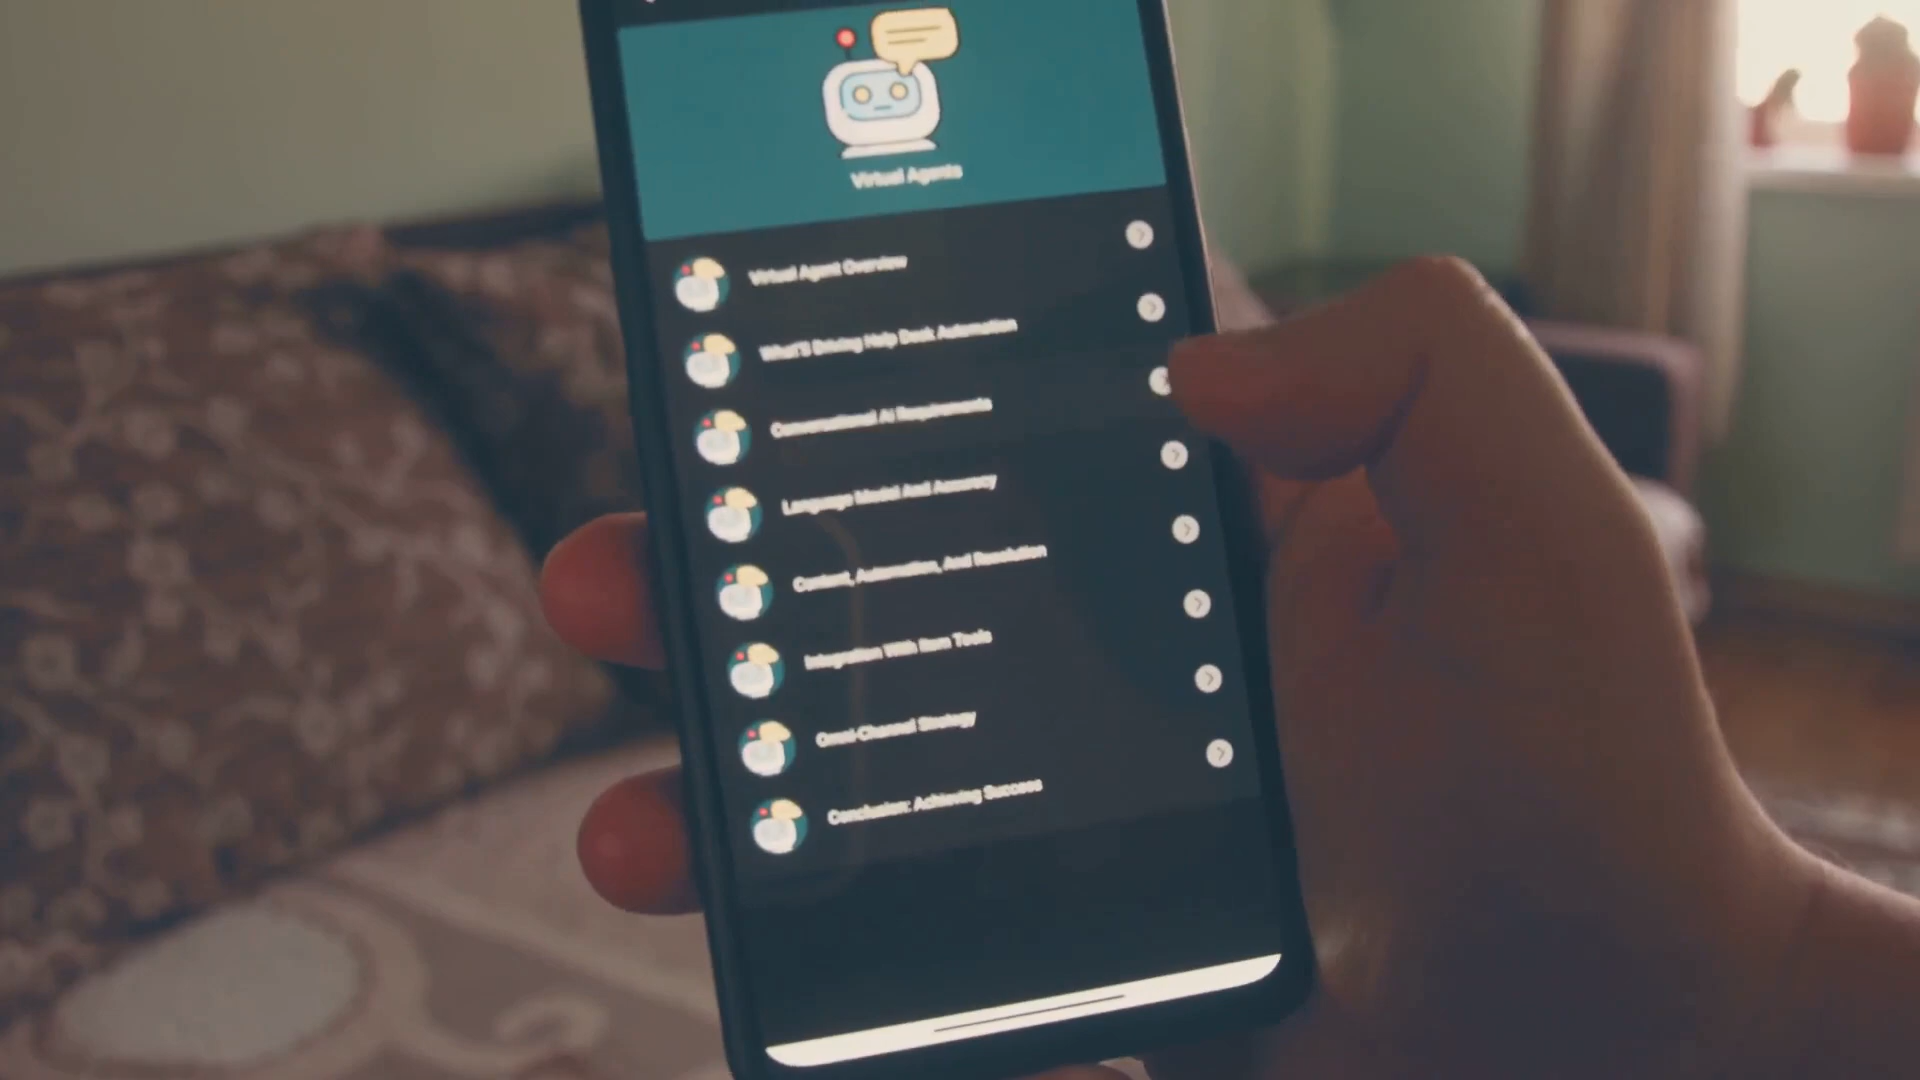 Virtual Agents
Virtual Agent Overview
What'S Driving Help Desk Automation
Conversational Ai Requirements
Language Model And Accuracy
Content, Automation, And Resolution
Integration With Itsm Tools
Omni Channel Strategy
Conclusion: Achieving Success